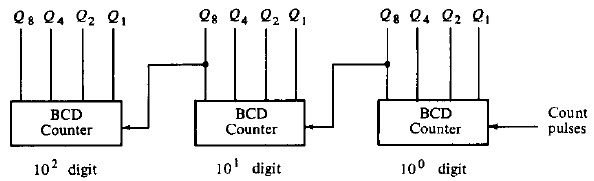 Q8 Q4 Q2 Q1
Q8 Q4 Q2 Q1
Q8 Q4 Q2 Q1
BCD
Counter
BCD
Counter
BCD
Counter
Count
pulses
10² digit
10¹ digit
10⁰ digit